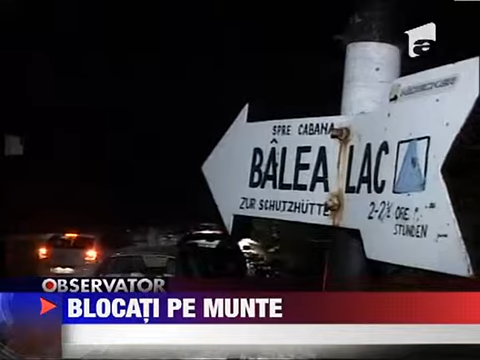 a
SPRE CABANA
BÂLEA LAC
ZUR SCHUTZHÜTTE
2-2½ ORE
STUNDEN
OBSERVATOR
BLOCAȚI PE MUNTE